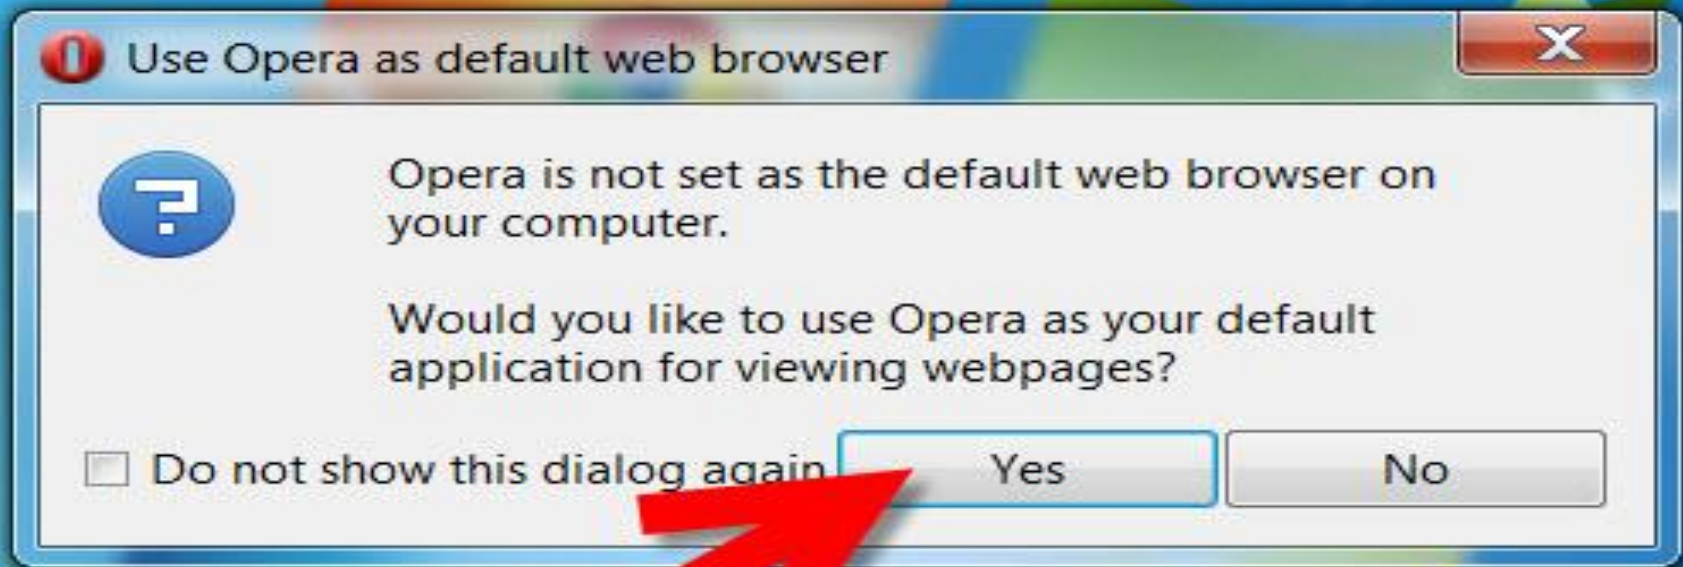 Use Opera as default web browser
Opera is not set as the default web browser on
your computer.
Would you like to use Opera as your default
application for viewing webpages?
Do not show this dialog again
Yes
No